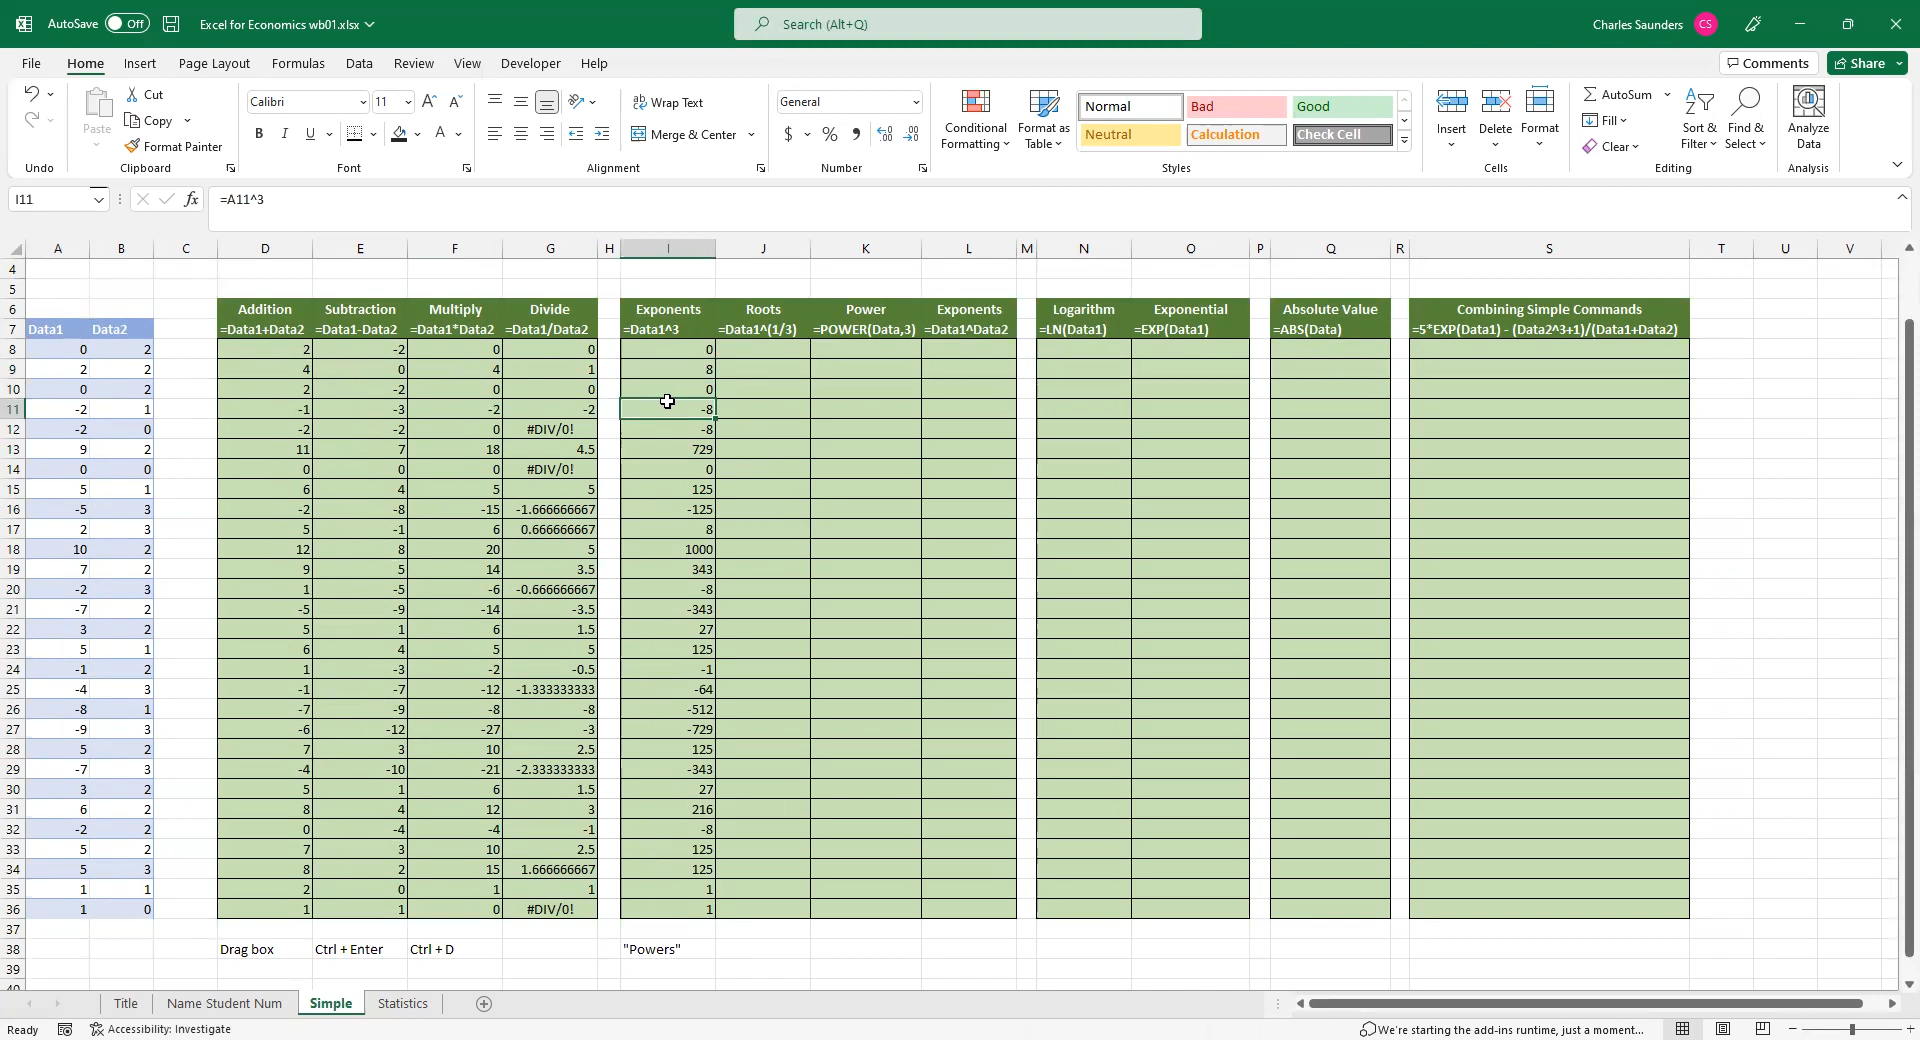 AutoSave Off Excel for Economics wb01.xlsx Search (Alt+Q) Charles Saunders CS
File Home Insert Page Layout Formulas Data Review View Developer Help Comments Share
Cut Calibri 11 Wrap Text General Normal Bad Good AutoSum
Paste Copy B I U Merge & Center $ % Conditional Formatting Format as Table Neutral Calculation Check Cell Insert Delete Format Fill Sort & Filter Find & Select Analyze Data
Format Painter Clear
Undo Clipboard Font Alignment Number Styles Cells Editing Analysis
I11 fx =A11^3
A B C D E F G H I J K L M N O P Q R S T U V
4
5
6 Addition Subtraction Multiply Divide Exponents Roots Power Exponents Logarithm Exponential Absolute Value Combining Simple Commands
7 Data1 Data2 =Data1+Data2 =Data1-Data2 =Data1*Data2 =Data1/Data2 =Data1^3 =Data1^(1/3) =POWER(Data,3) =Data1^Data2 =LN(Data1) =EXP(Data1) =ABS(Data) =5*EXP(Data1) - (Data2^3+1)/(Data1+Data2)
8 0 2 2 -2 0 0 0
9 2 2 4 0 4 1 8
10 0 2 2 -2 0 0 0
11 -2 1 -1 -3 -2 -2 -8
12 -2 0 -2 -2 0 #DIV/0! -8
13 9 2 11 7 18 4.5 729
14 0 0 0 0 0 #DIV/0! 0
15 5 1 6 4 5 5 125
16 -5 3 -2 -8 -15 -1.666666667 -125
17 2 3 5 -1 6 0.666666667 8
18 10 2 12 8 20 5 1000
19 7 2 9 5 14 3.5 343
20 -2 3 1 -5 -6 -0.666666667 -8
21 -7 2 -5 -9 -14 -3.5 -343
22 3 2 5 1 6 1.5 27
23 5 1 6 4 5 5 125
24 -1 2 1 -3 -2 -0.5 -1
25 -4 3 -1 -7 -12 -1.333333333 -64
26 -8 1 -7 -9 -8 -8 -512
27 -9 3 -6 -12 -27 -3 -729
28 5 2 7 3 10 2.5 125
29 -7 3 -4 -10 -21 -2.333333333 -343
30 3 2 5 1 6 1.5 27
31 6 2 8 4 12 3 216
32 -2 2 0 -4 -4 -1 -8
33 5 2 7 3 10 2.5 125
34 5 3 8 2 15 1.666666667 125
35 1 1 2 0 1 1 1
36 1 0 1 1 0 #DIV/0! 1
37
38 Drag box Ctrl + Enter Ctrl + D "Powers"
39
40
Title Name Student Num Simple Statistics
Ready Accessibility: Investigate We're starting the add-ins runtime, just a moment...